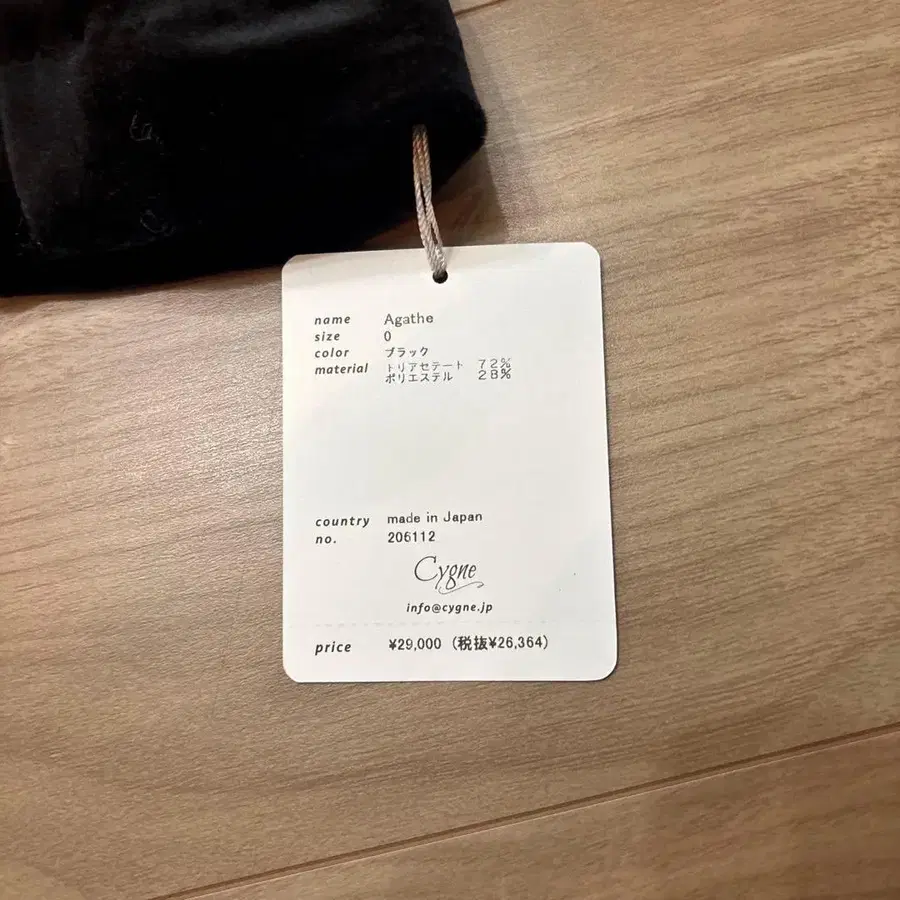 name Agathe
size 0
color ブラック
material トリアセテート 72%
ポリエステル 28%
country made in Japan
no. 206112
Cygne
info@cygne.jp
price ¥29,000 (税抜¥26,364)